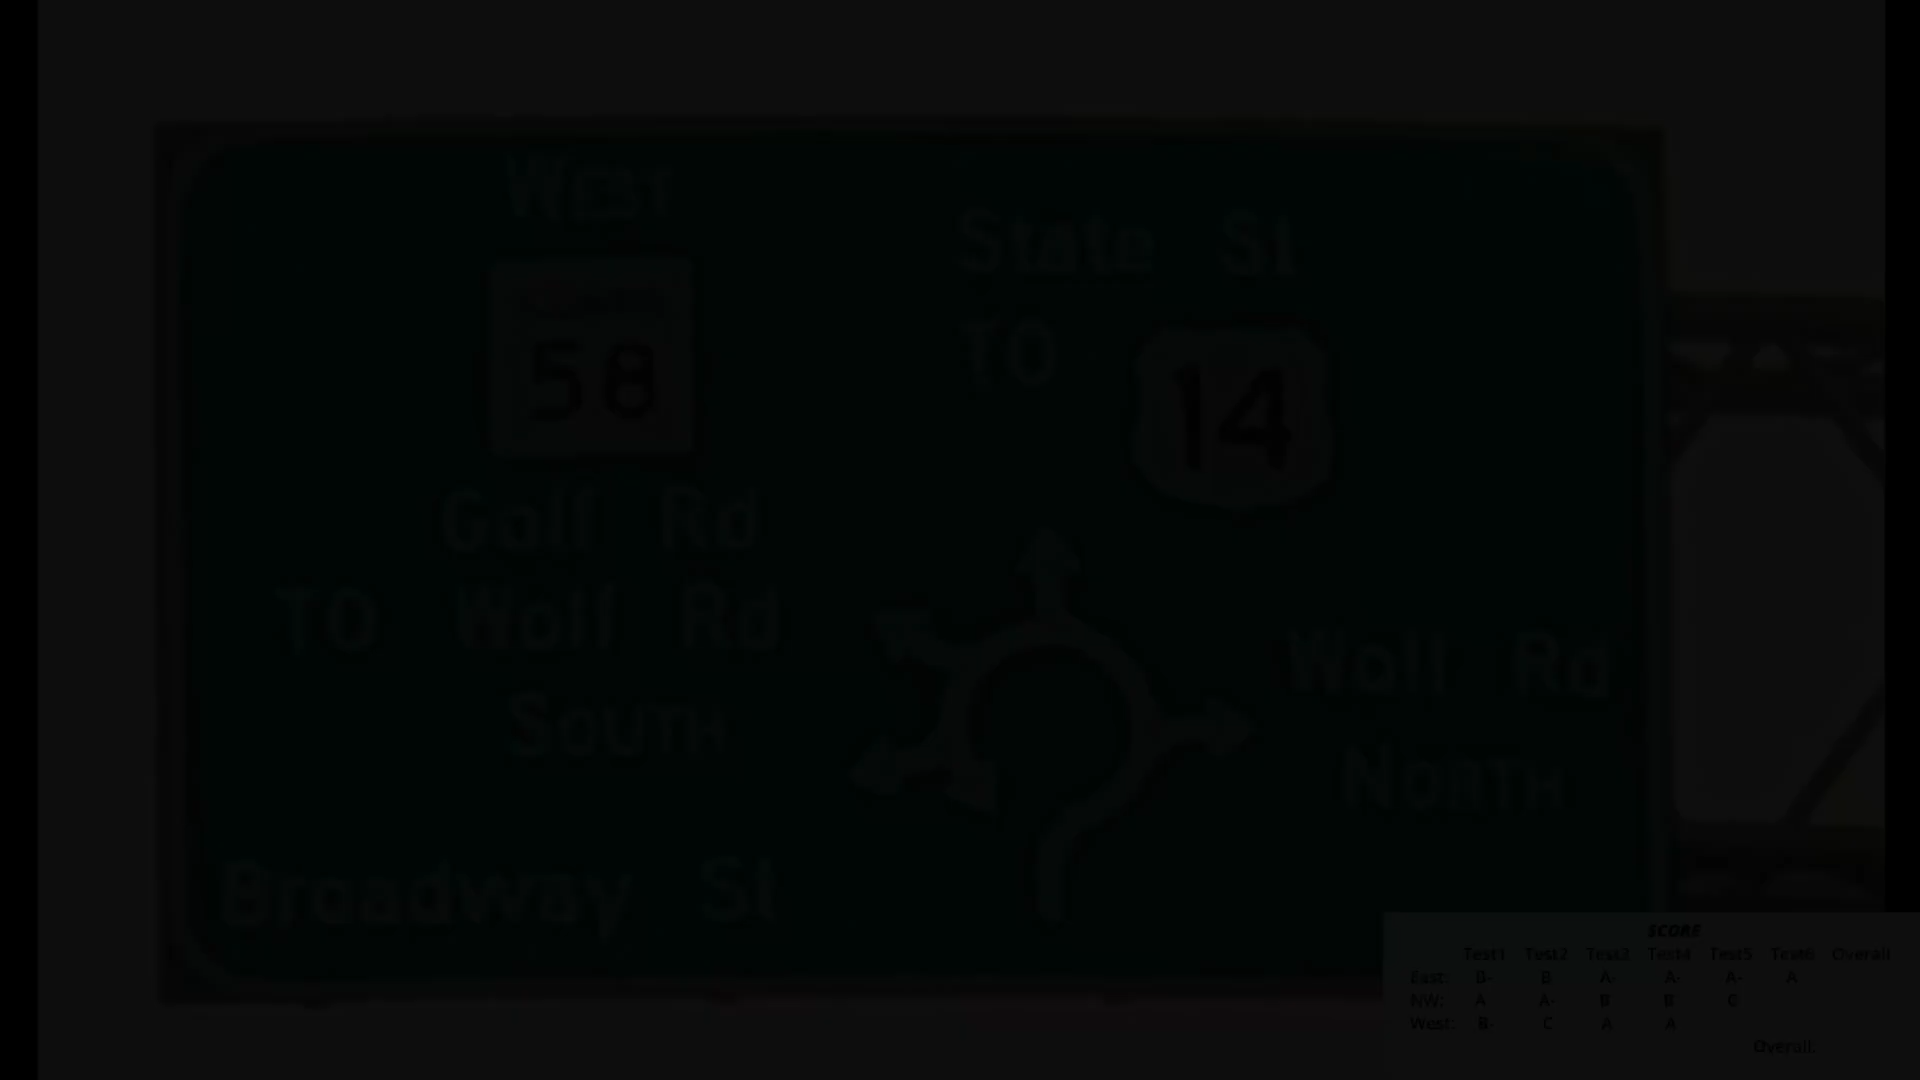 WEST
58
Golf Rd
TO Wolf Rd
SOUTH
Broadway St
State St
TO 14
Wolf Rd
NORTH
SCORE
Test1 Test2 Test3 Test4 Test5 Test6 Overall
East: B- B A- A- A- A
NW: A A- B B
West: B- C A A
Overall: